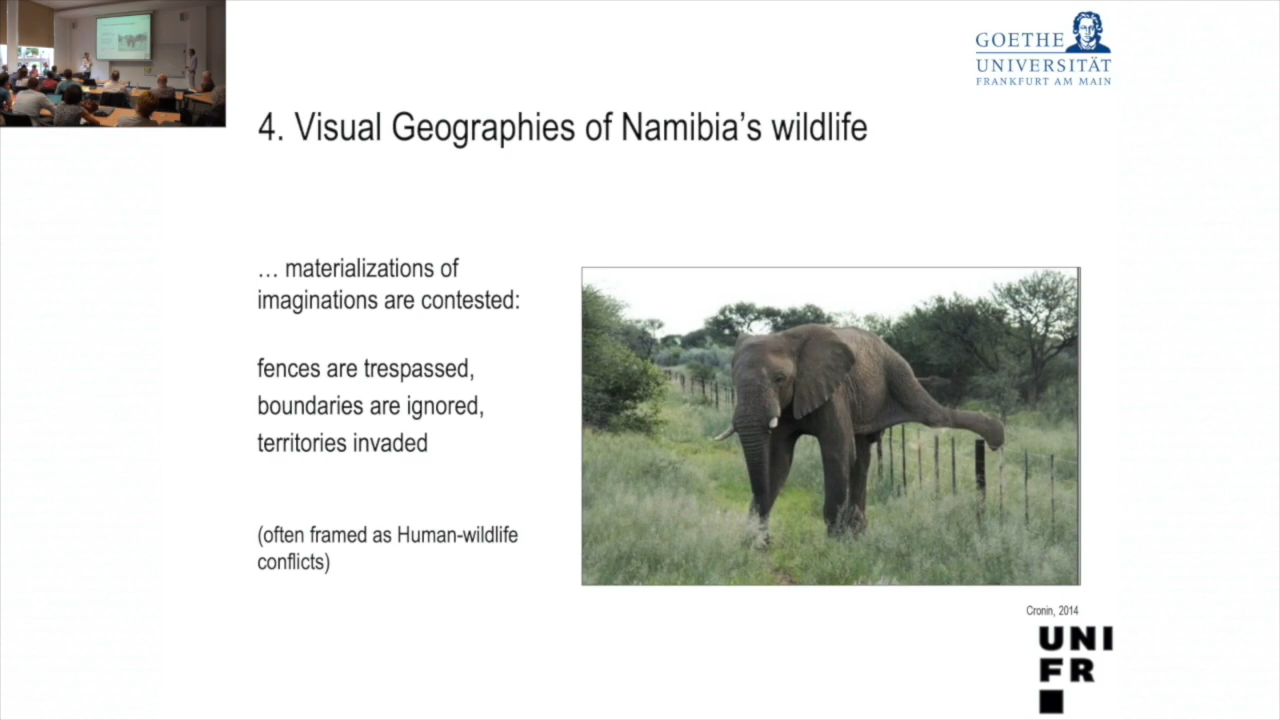 GOETHE
UNIVERSITÄT
FRANKFURT AM MAIN
4. Visual Geographies of Namibia’s wildlife
… materializations of
imaginations are contested:
fences are trespassed,
boundaries are ignored,
territories invaded
(often framed as Human-wildlife
conflicts)
Cronin, 2014
UNI
FR